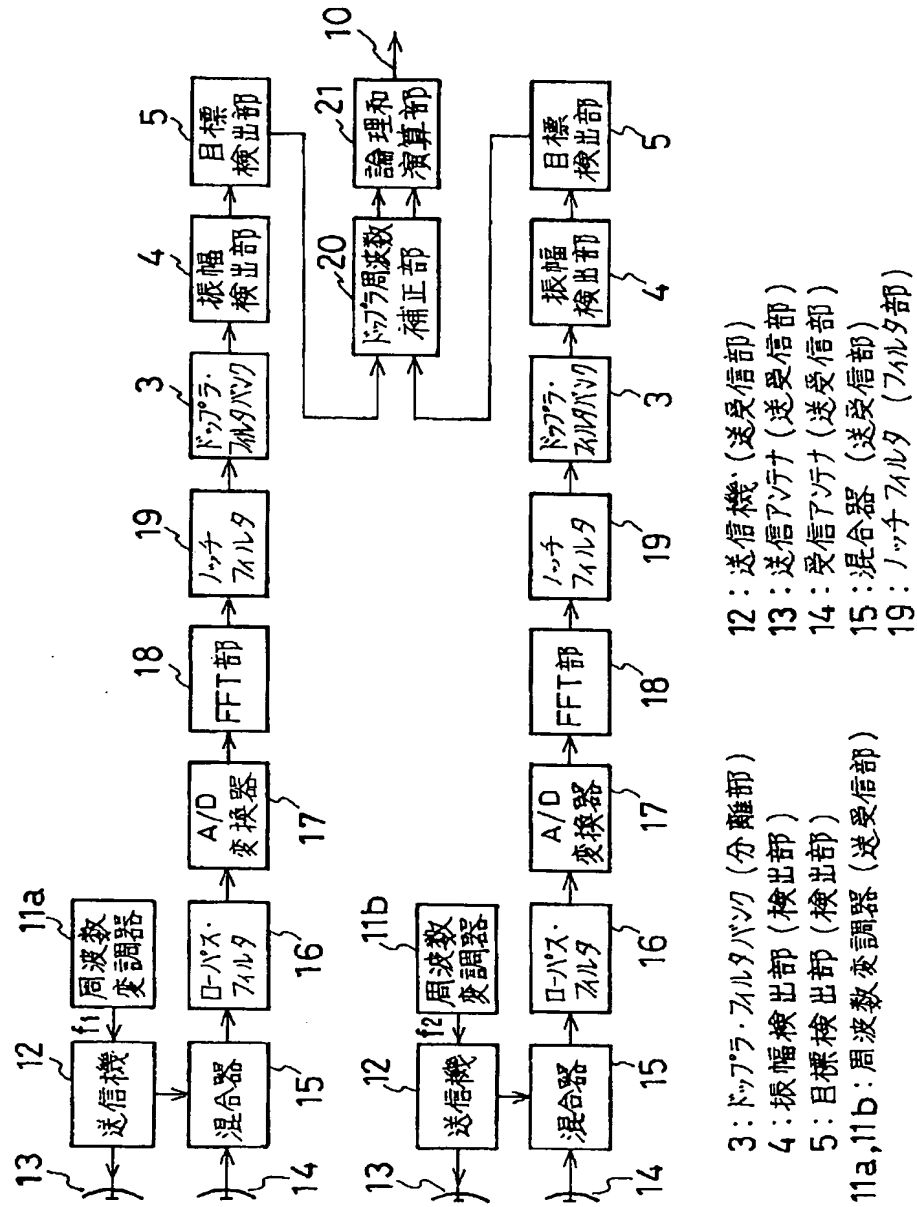 13
12
送信機
f1
11a
周波数
変調器
14
15
混合器
16
ローパス・
フィルタ
17
A/D
変換器
18
FFT部
19
ノッチ
フィルタ
3
ドップラ・
フィルタバンク
4
振幅
検出部
5
目標
検出部
20
ドップラ周波数
補正部
21
論理和
演算部
10
13
12
送信機
f2
11b
周波数
変調器
14
15
混合器
16
ローパス・
フィルタ
17
A/D
変換器
18
FFT部
19
ノッチ
フィルタ
3
ドップラ・
フィルタバンク
4
振幅
検出部
5
目標
検出部
3：ドップラ・フィルタバンク（分離部）
4：振幅検出部（検出部）
5：目標検出部（検出部）
11a,11b：周波数変調器（送受信部）
12：送信機（送受信部）
13：送信アンテナ（送受信部）
14：受信アンテナ（送受信部）
15：混合器（送受信部）
19：ノッチフィルタ（フィルタ部）